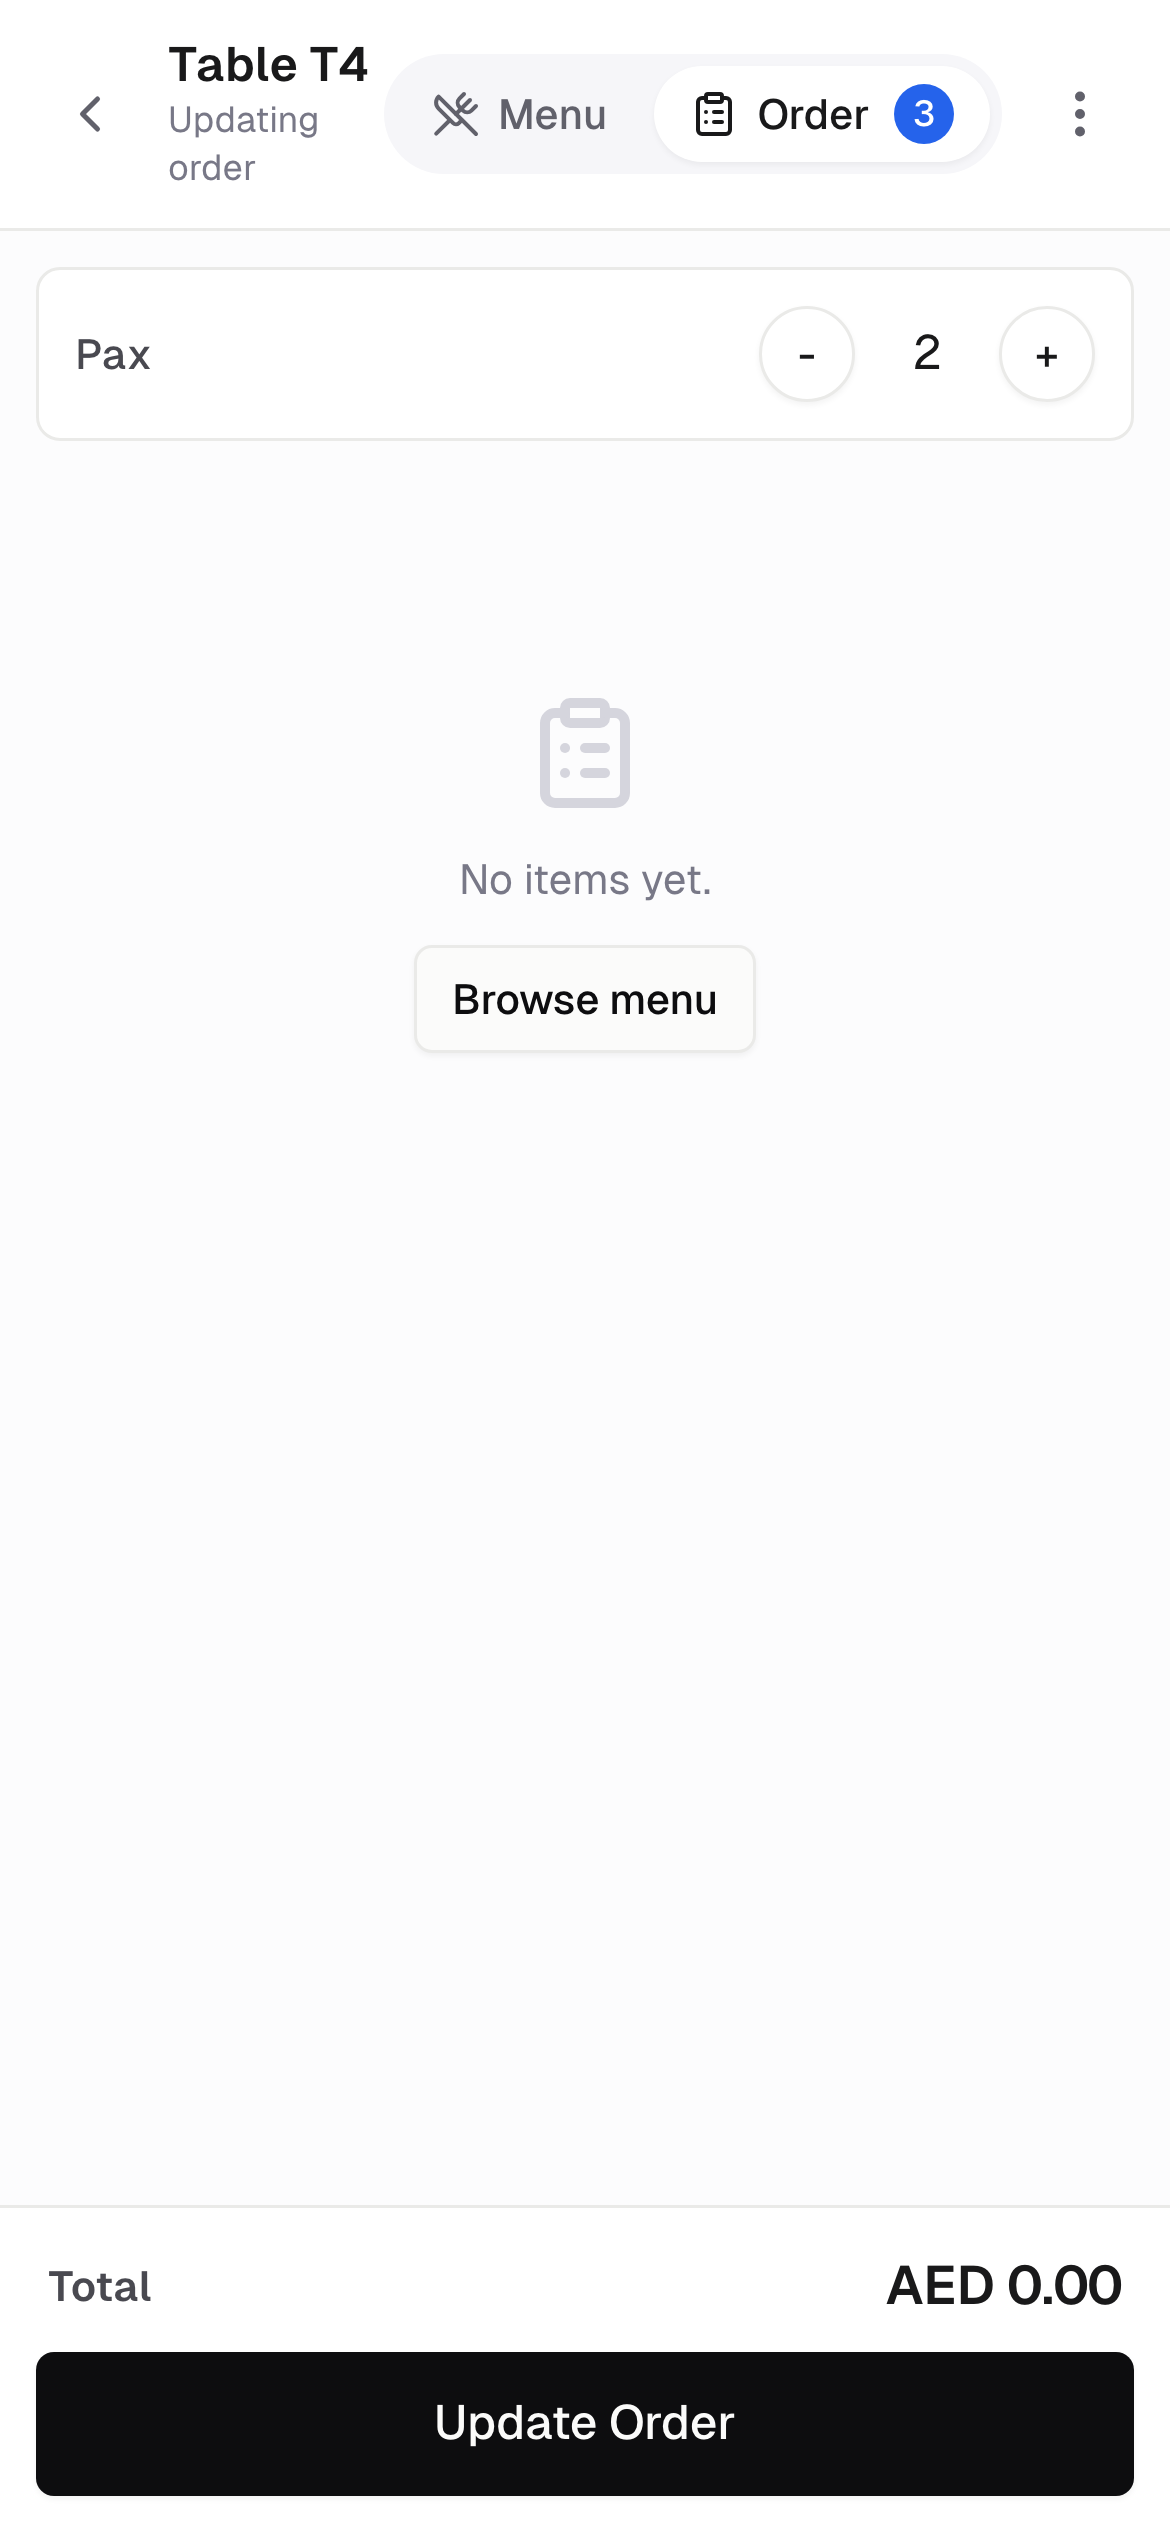 Table T4
Updating
order
Menu
Order 3
Pax
- 2 +
No items yet.
Browse menu
Total
AED 0.00
Update Order